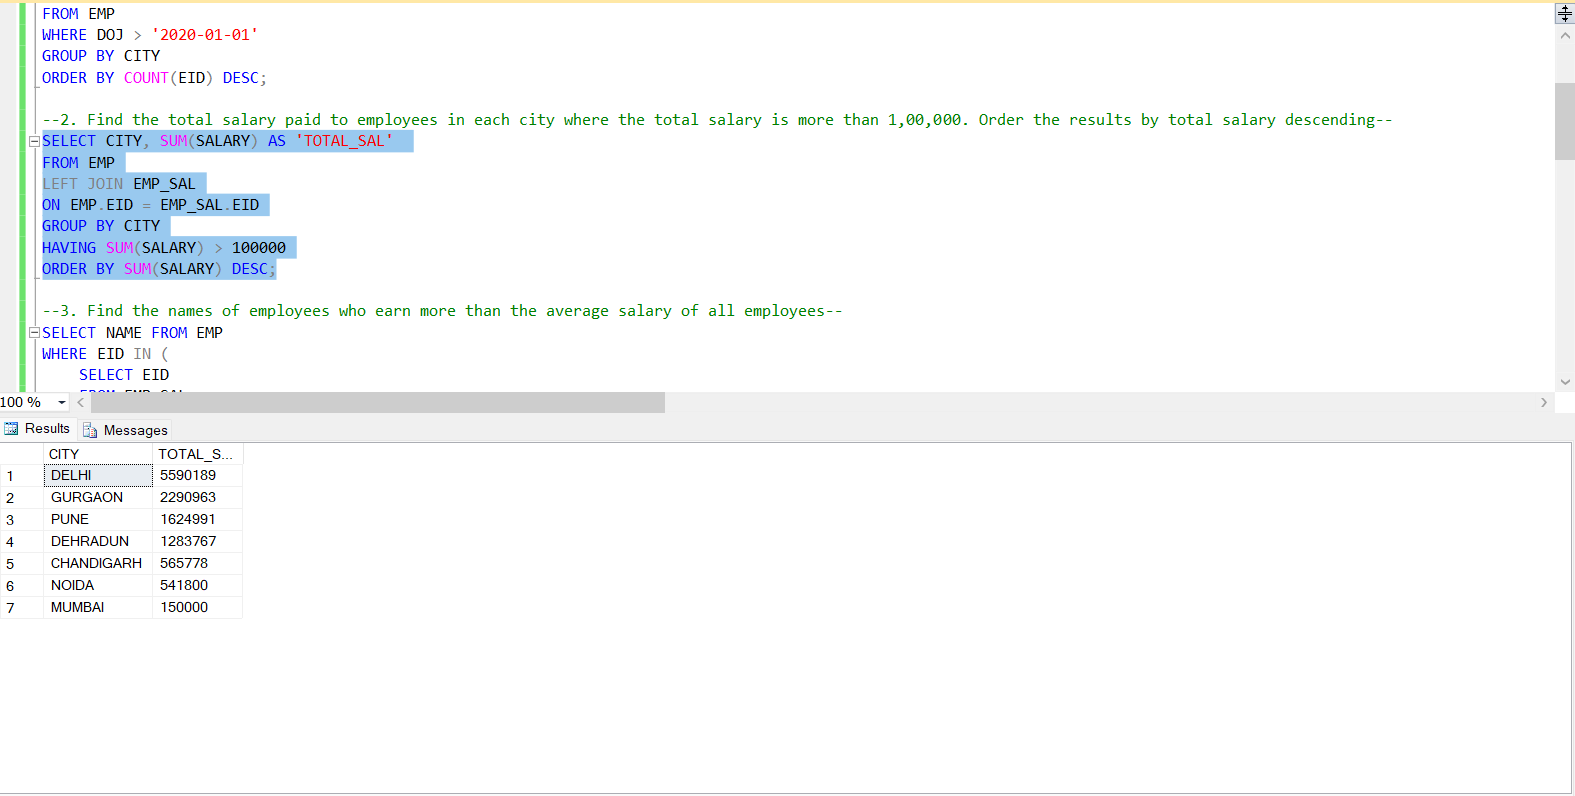 FROM EMP
WHERE DOJ > '2020-01-01'
GROUP BY CITY
ORDER BY COUNT(EID) DESC;
--2. Find the total salary paid to employees in each city where the total salary is more than 1,00,000. Order the results by total salary descending--
SELECT CITY, SUM(SALARY) AS 'TOTAL_SAL'
FROM EMP
LEFT JOIN EMP_SAL
ON EMP.EID = EMP_SAL.EID
GROUP BY CITY
HAVING SUM(SALARY) > 100000
ORDER BY SUM(SALARY) DESC;
--3. Find the names of employees who earn more than the average salary of all employees--
SELECT NAME FROM EMP
WHERE EID IN (
SELECT EID
100 %
Results Messages
CITY TOTAL_S...
1 DELHI 5590189
2 GURGAON 2290963
3 PUNE 1624991
4 DEHRADUN 1283767
5 CHANDIGARH 565778
6 NOIDA 541800
7 MUMBAI 150000